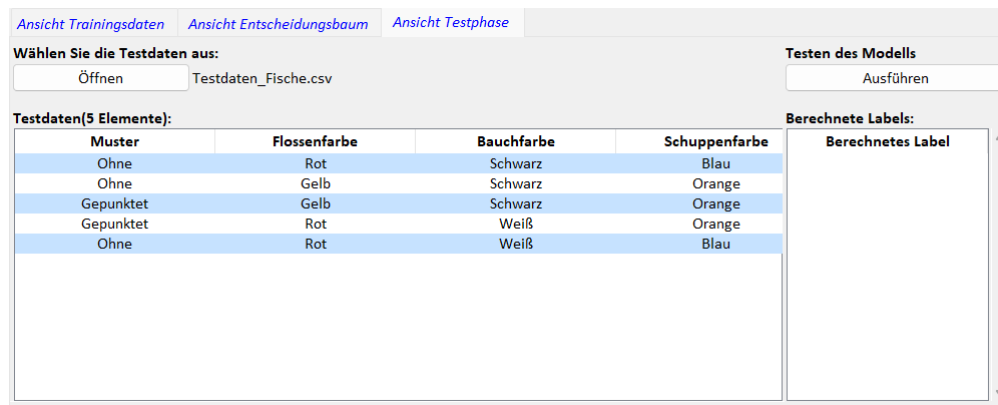 Ansicht Trainingsdaten Ansicht Entscheidungsbaum Ansicht Testphase
Wählen Sie die Testdaten aus: Testen des Modells
Öffnen Testdaten_Fische.csv Ausführen
Testdaten(5 Elemente): Berechnete Labels:
Muster Flossenfarbe Bauchfarbe Schuppenfarbe Berechnetes Label
Ohne Rot Schwarz Blau
Ohne Gelb Schwarz Orange
Gepunktet Gelb Schwarz Orange
Gepunktet Rot Weiß Orange
Ohne Rot Weiß Blau